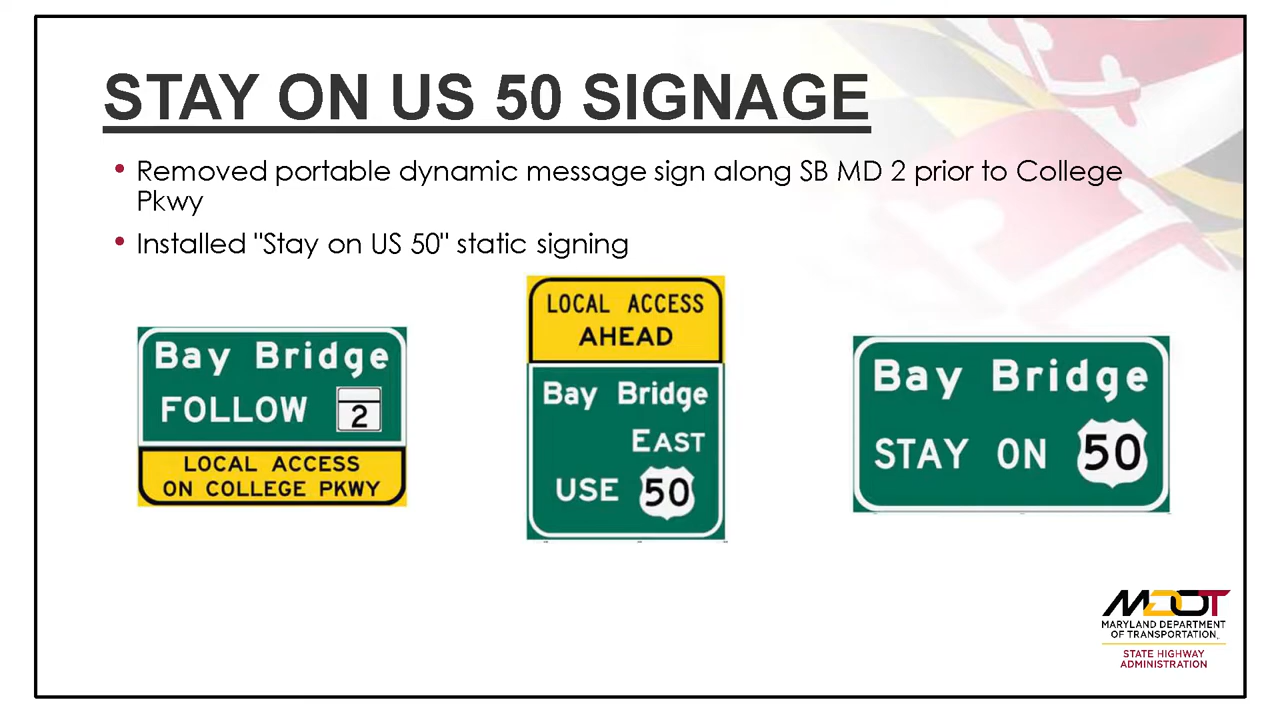 STAY ON US 50 SIGNAGE
• Removed portable dynamic message sign along SB MD 2 prior to College
Pkwy
• Installed "Stay on US 50" static signing
Bay Bridge
FOLLOW 2
LOCAL ACCESS
ON COLLEGE PKWY
LOCAL ACCESS
AHEAD
Bay Bridge
EAST
USE 50
Bay Bridge
STAY ON 50
MDOT
MARYLAND DEPARTMENT
OF TRANSPORTATION
STATE HIGHWAY
ADMINISTRATION